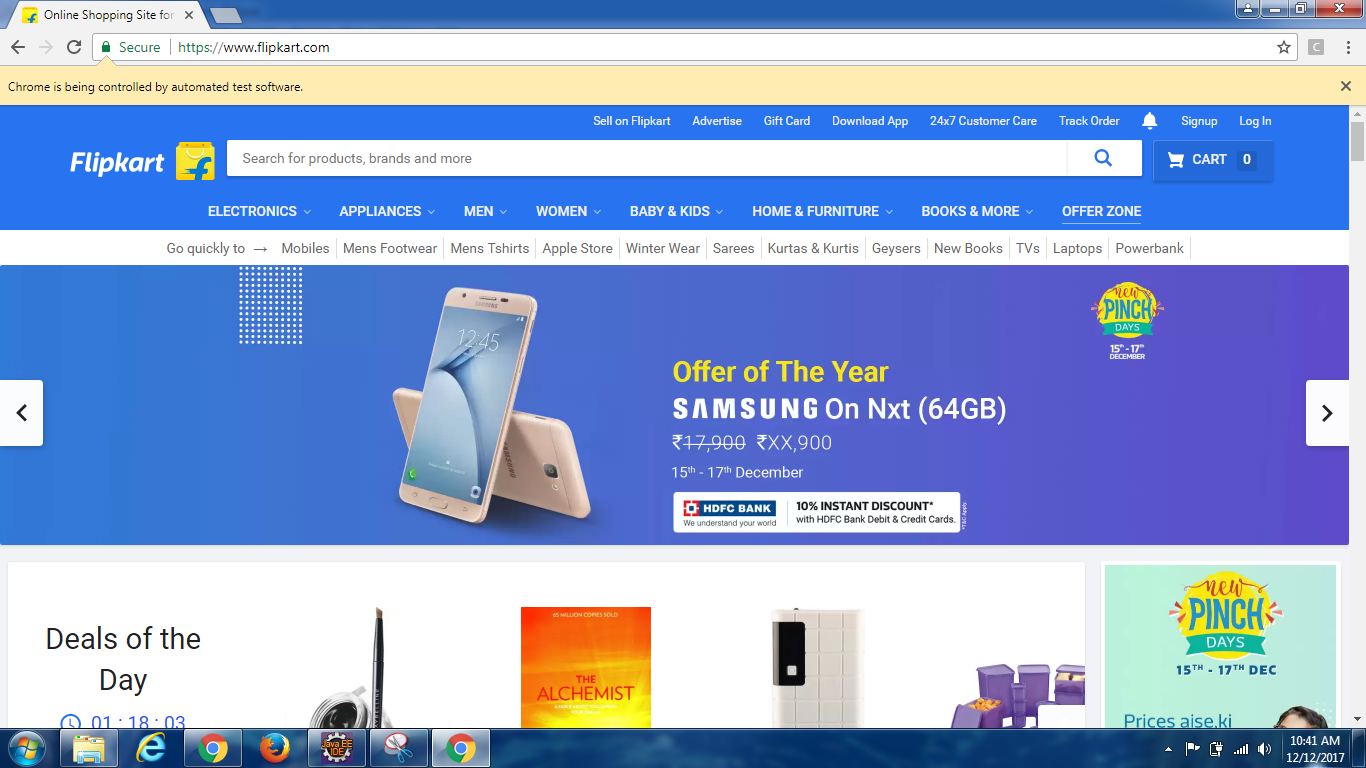 Online Shopping Site for
Secure https://www.flipkart.com
Chrome is being controlled by automated test software.
Sell on Flipkart Advertise Gift Card Download App 24x7 Customer Care Track Order Signup Log In
Flipkart Search for products, brands and more CART 0
ELECTRONICS APPLIANCES MEN WOMEN BABY & KIDS HOME & FURNITURE BOOKS & MORE OFFER ZONE
Go quickly to → Mobiles Mens Footwear Mens Tshirts Apple Store Winter Wear Sarees Kurtas & Kurtis Geysers New Books TVs Laptops Powerbank
SAMSUNG
12:45
SAMSUNG
new
PINCH
DAYS
15th - 17th
DECEMBER
Offer of The Year
SAMSUNG On Nxt (64GB)
₹17,900 ₹XX,900
15th - 17th December
HDFC BANK
We understand your world
10% INSTANT DISCOUNT*
with HDFC Bank Debit & Credit Cards.
*T&C Apply
Deals of the
Day
01 : 18 : 03
65 MILLION COPIES SOLD
THE
ALCHEMIST
new
PINCH
DAYS
15TH - 17TH DEC
Prices aise,ki
Java EE
IDE
10:41 AM
12/12/2017